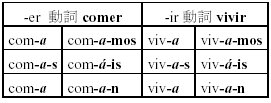 -er 動詞 comer -ir 動詞 vivir
com-a com-a-mos viv-a viv-a-mos
com-a-s com-á-is viv-a-s viv-á-is
com-a com-a-n viv-a viv-a-n